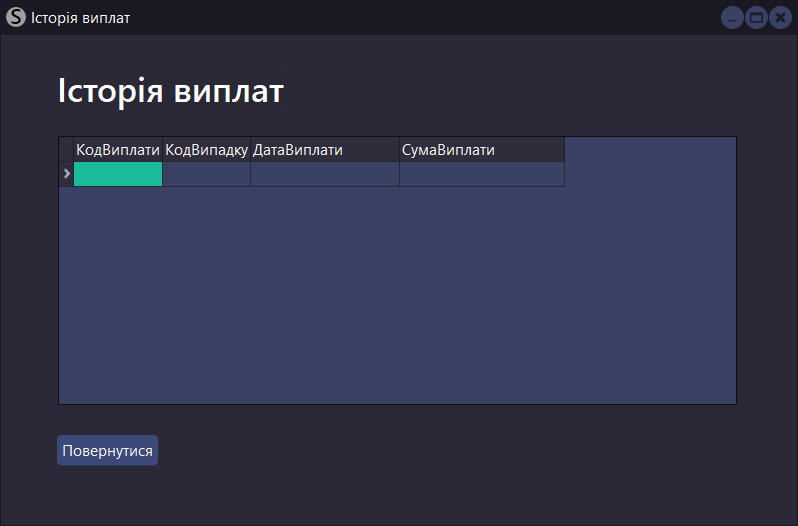 S Історія виплат
Історія виплат
КодВиплати КодВипадку ДатаВиплати СумаВиплати
Повернутися